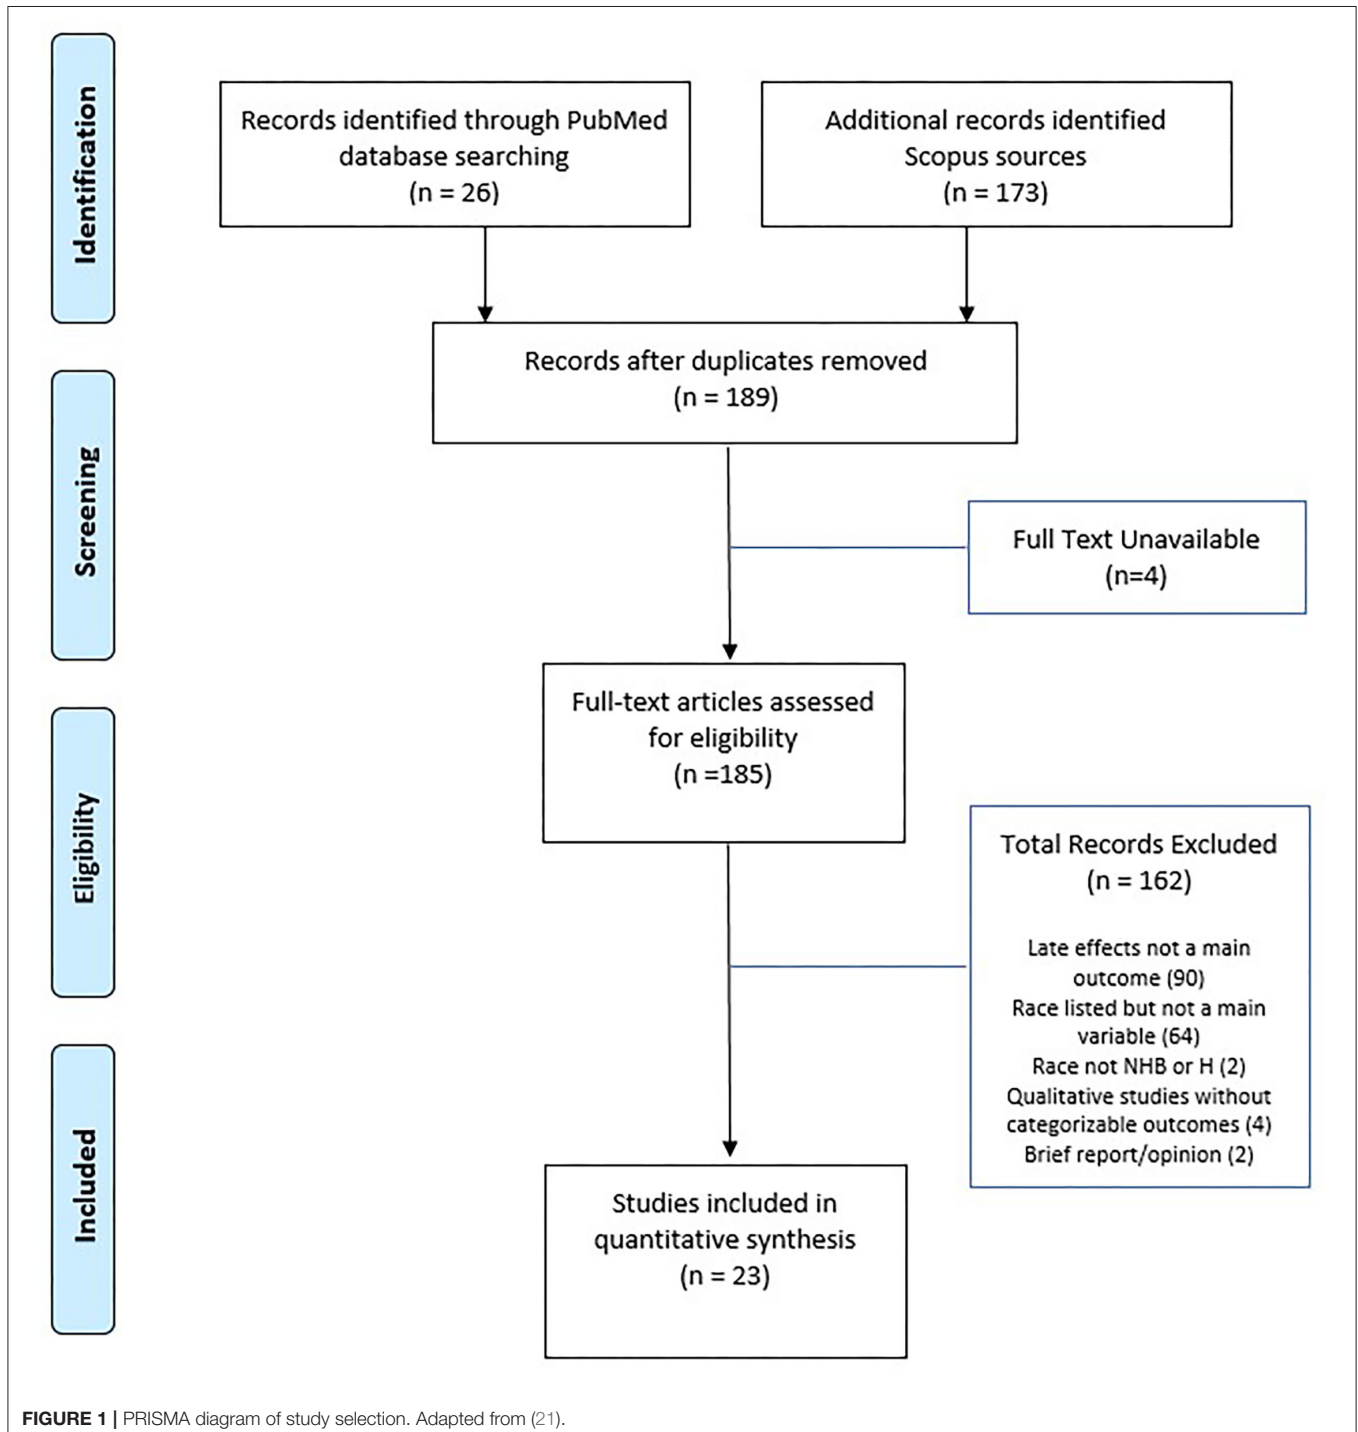 Identification
Records identified through PubMed
database searching
(n = 26)
Additional records identified
Scopus sources
(n = 173)
Records after duplicates removed
(n = 189)
Screening
Full Text Unavailable
(n=4)
Full-text articles assessed
for eligibility
(n =185)
Eligibility
Total Records Excluded
(n = 162)
Late effects not a main
outcome (90)
Race listed but not a main
variable (64)
Race not NHB or H (2)
Qualitative studies without
categorizable outcomes (4)
Brief report/opinion (2)
Included
Studies included in
quantitative synthesis
(n = 23)
FIGURE 1 | PRISMA diagram of study selection. Adapted from (21).